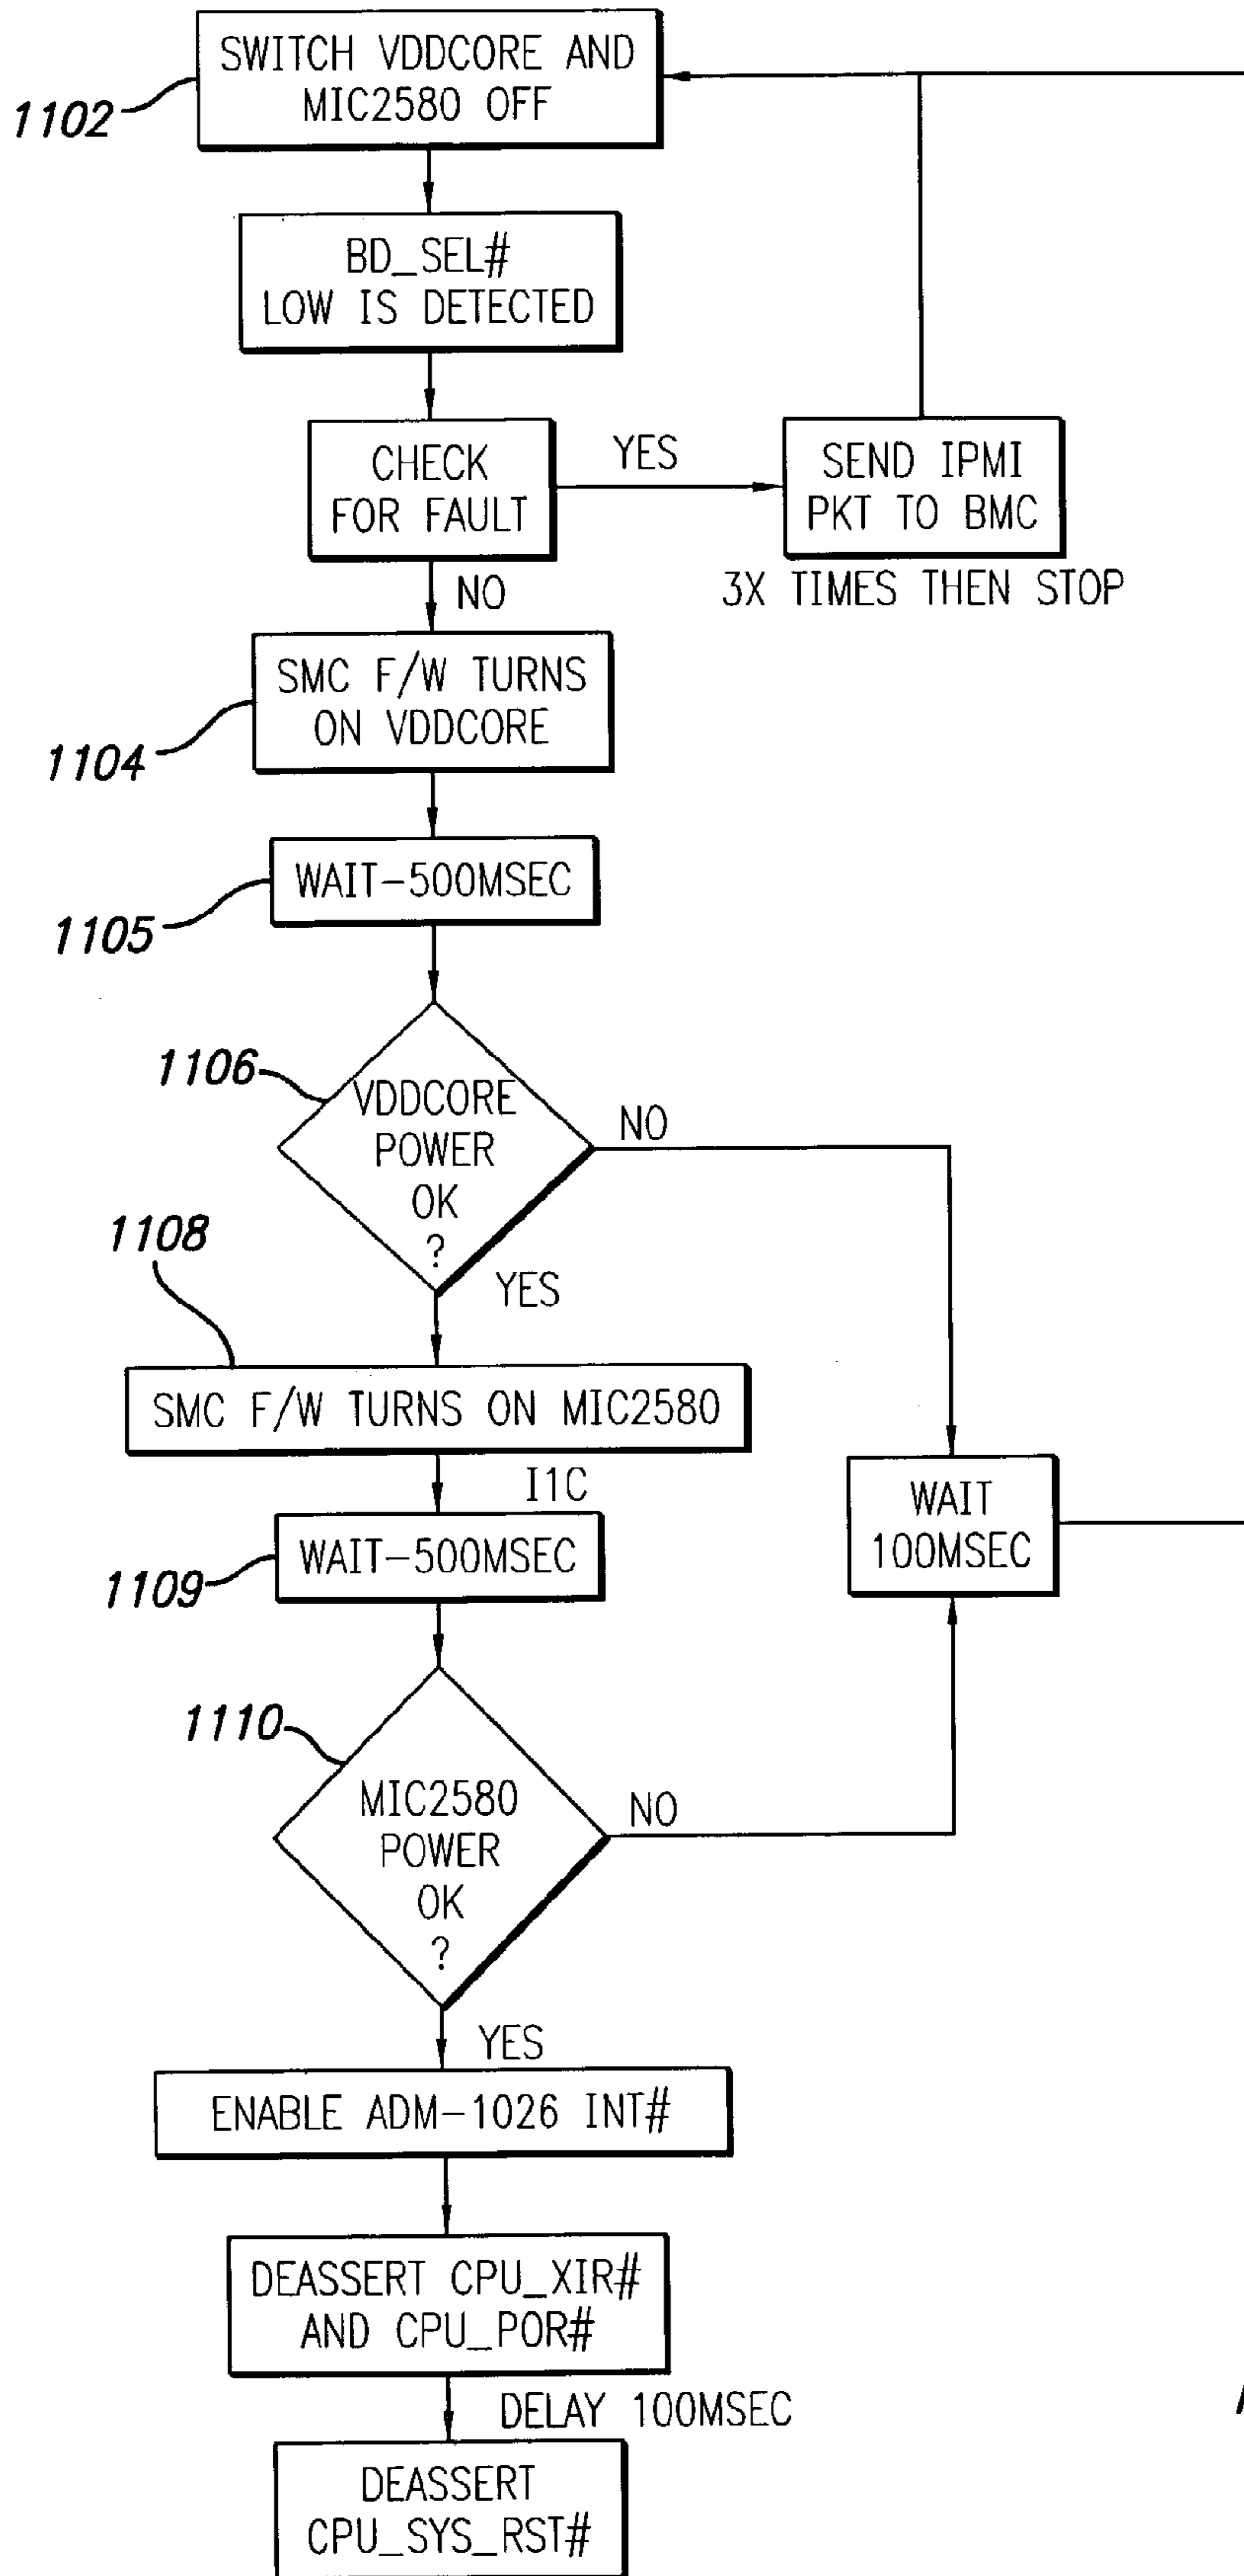 SWITCH VDDCORE AND
MIC2580 OFF
1102
BD_SEL#
LOW IS DETECTED
CHECK
FOR FAULT
YES
SEND IPMI
PKT TO BMC
3X TIMES THEN STOP
NO
SMC F/W TURNS
ON VDDCORE
1104
WAIT-500MSEC
1105
1106
VDDCORE
POWER
OK
?
NO
YES
1108
SMC F/W TURNS ON MIC2580
I1C
WAIT-500MSEC
1109
WAIT
100MSEC
1110
MIC2580
POWER
OK
?
NO
YES
ENABLE ADM-1026 INT#
DEASSERT CPU_XIR#
AND CPU_POR#
DELAY 100MSEC
DEASSERT
CPU_SYS_RST#